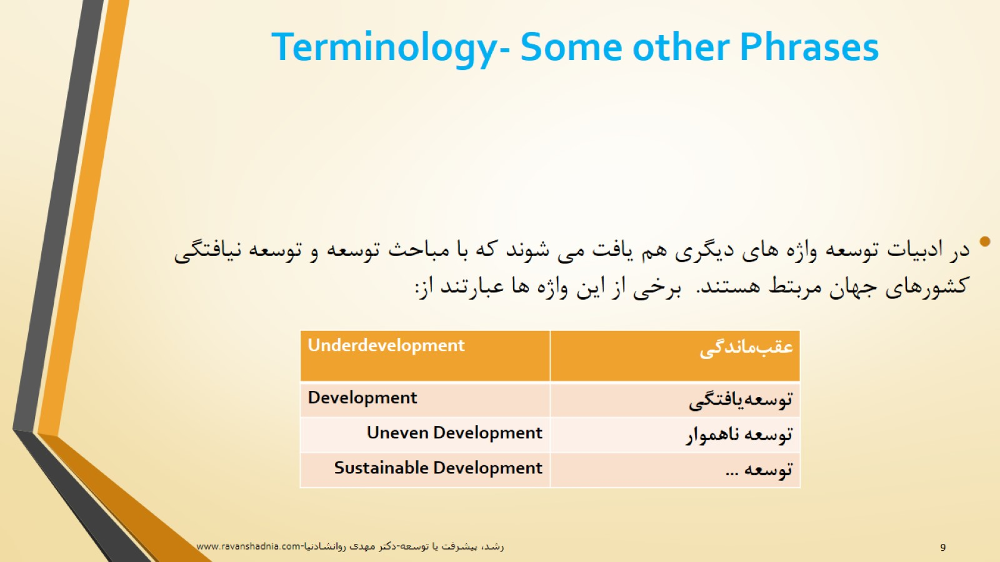 Terminology- Some other Phrases
در ادبیات توسعه واژه های دیگری هم یافت می شوند که با مباحث توسعه و توسعه نیافتگی
کشورهای جهان مربتط هستند. برخی از این واژه ها عبارتند از:
Underdevelopment عقب‌ماندگی
Development توسعه‌یافتگی
Uneven Development توسعه ناهموار
Sustainable Development توسعه ...
رشد، پیشرفت یا توسعه-دکتر مهدی روانشادنیا-www.ravanshadnia.com
9